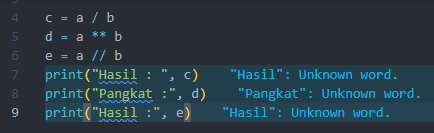 4 c = a / b
5 d = a ** b
6 e = a // b
7 print("Hasil : ", c) "Hasil": Unknown word.
8 print("Pangkat :", d) "Pangkat": Unknown word.
9 print("Hasil :", e) "Hasil": Unknown word.